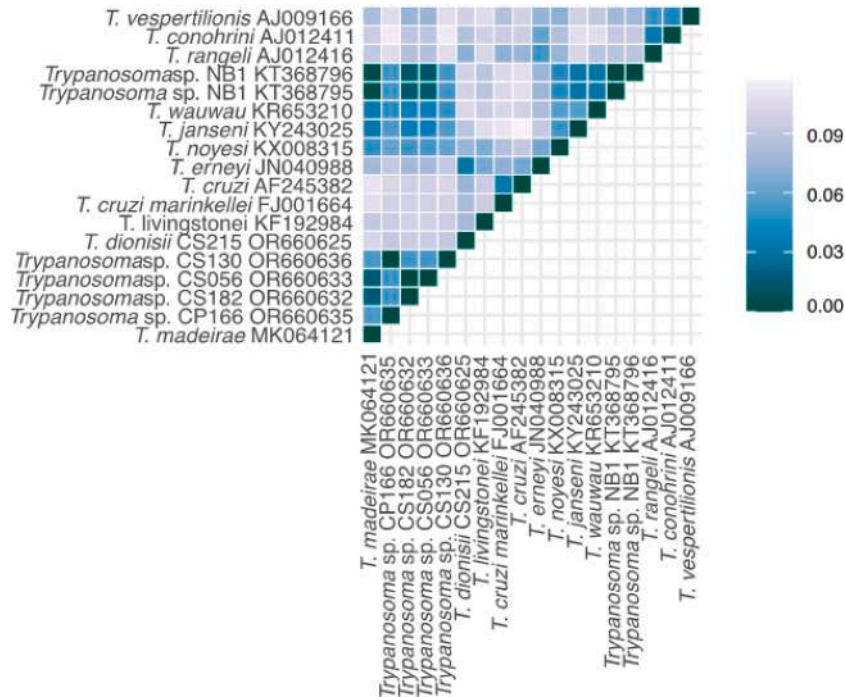 T. vespertilionis AJ009166
T. conohrini AJ012411
T. rangeli AJ012416
Trypanosomasp. NB1 KT368796
Trypanosoma sp. NB1 KT368795
T. wauwau KR653210
T. janseni KY243025
T. noyesi KX008315
T. erneyi JN040988
T. cruzi AF245382
T. cruzi marinkellei FJ001664
T. livingstonei KF192984
T. dionisii CS215 OR660625
Trypanosomasp. CS130 OR660636
Trypanosomasp. CS056 OR660633
Trypanosomasp. CS182 OR660632
Trypanosoma sp. CP166 OR660635
T. madeirae MK064121
0.09
0.06
0.03
0.00
T. madeirae MK064121
Trypanosoma sp. CP166 OR660635
Trypanosoma sp. CS182 OR660632
Trypanosoma sp. CS056 OR660633
Trypanosoma sp. CS130 OR660636
T. dionisii CS215 OR660625
T. livingstonei KF192984
T. cruzi marinkellei FJ001664
T. cruzi AF245382
T. erneyi JN040988
T. noyesi KX008315
T. janseni KY243025
T. wauwau KR653210
Trypanosoma sp. NB1 KT368795
Trypanosoma sp. NB1 KT368796
T. rangeli AJ012416
T. conohrini AJ012411
T. vespertilionis AJ009166